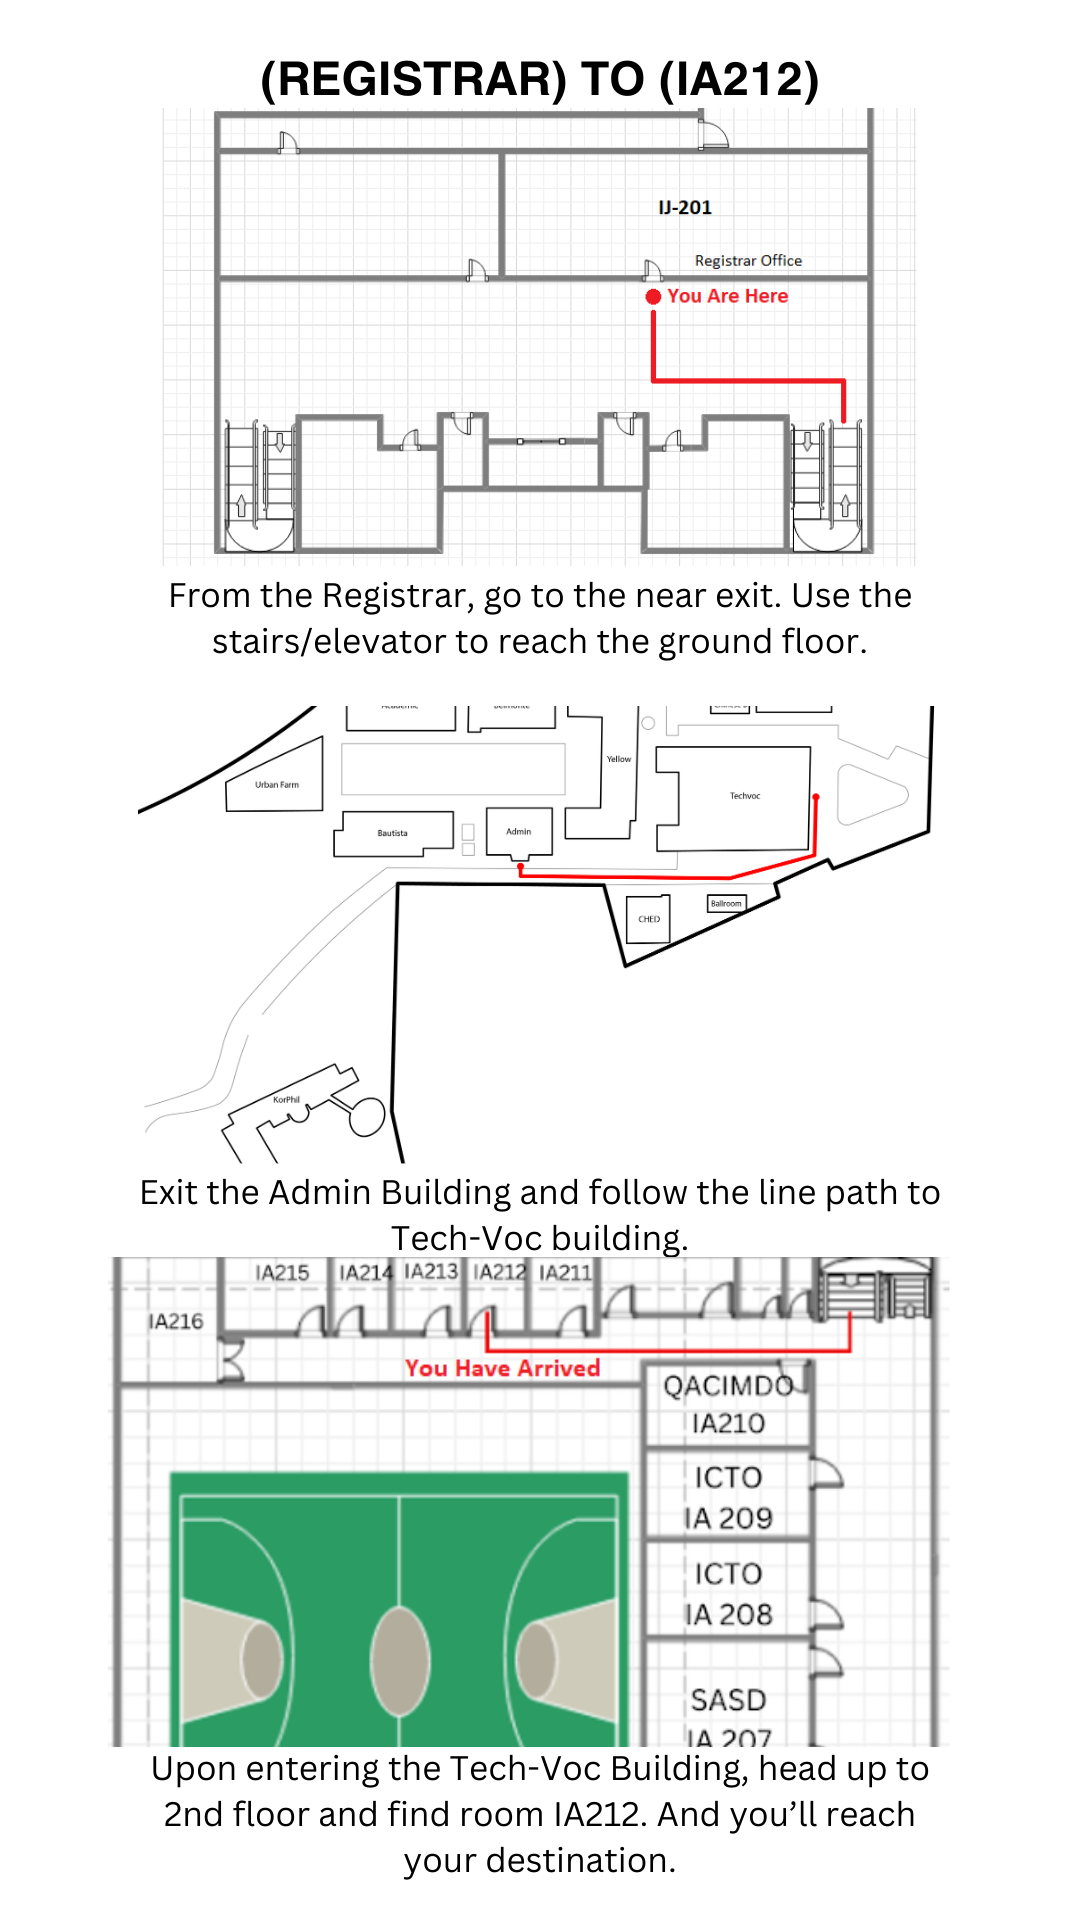 (REGISTRAR) TO (IA212)
IJ-201
Registrar Office
You Are Here
From the Registrar, go to the near exit. Use the
stairs/elevator to reach the ground floor.
Academic
Belmonte
Yellow
Urban Farm
Techvoc
Bautista
Admin
CHED
Ballroom
KorPhil
Exit the Admin Building and follow the line path to
Tech-Voc building.
IA215 IA214 IA213 IA212 IA211
IA216
You Have Arrived
QACIMDO
IA210
ICTO
IA 209
ICTO
IA 208
SASD
IA 207
Upon entering the Tech-Voc Building, head up to
2nd floor and find room IA212. And you’ll reach
your destination.